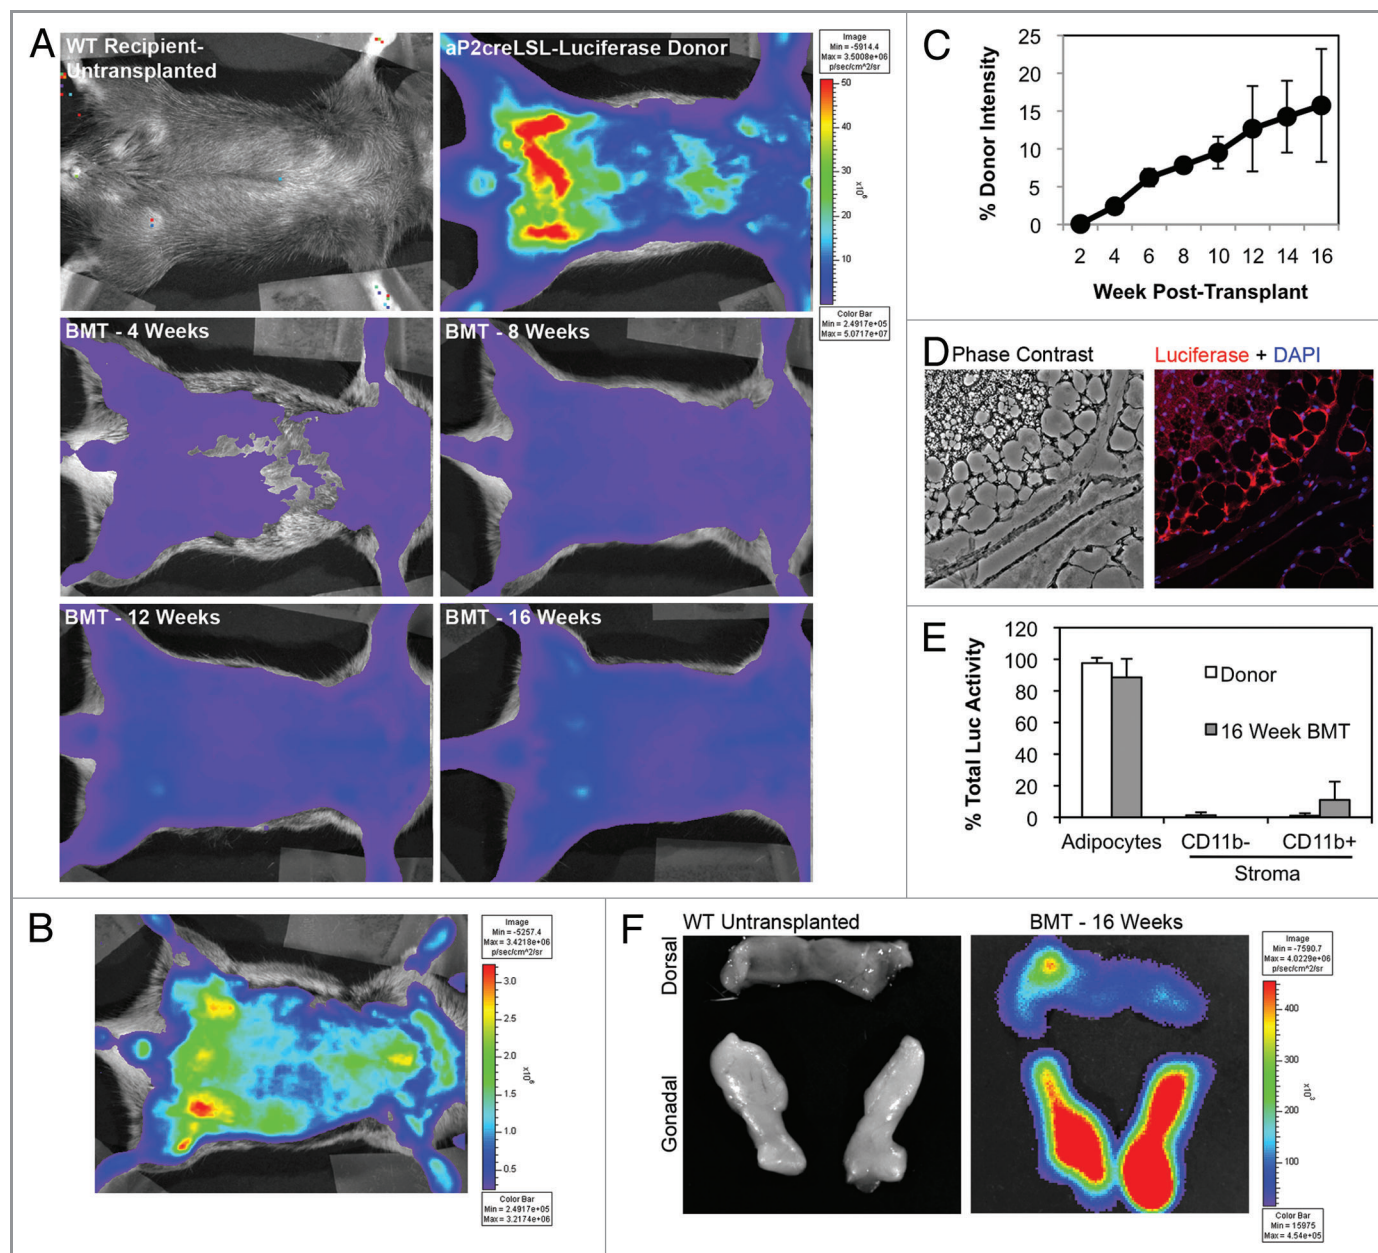 A
WT Recipient-
Untransplanted
aP2creLSL-Luciferase Donor
Image
Min = -5914.4
Max = 3.5008e+06
p/sec/cm^2/sr
50
40
30
20
10
x10⁶
Color Bar
Min = 2.4917e+05
Max = 5.0717e+07
BMT - 4 Weeks
BMT - 8 Weeks
BMT - 12 Weeks
BMT - 16 Weeks
B
Image
Min = -5257.4
Max = 3.4218e+06
p/sec/cm^2/sr
3.0
2.5
2.0
1.5
1.0
0.5
x10⁶
Color Bar
Min = 2.4917e+05
Max = 3.2174e+06
C
% Donor Intensity
25
20
15
10
5
0
2 4 6 8 10 12 14 16
Week Post-Transplant
D
Phase Contrast
Luciferase + DAPI
E
% Total Luc Activity
120
100
80
60
40
20
0
Donor
16 Week BMT
Adipocytes CD11b- CD11b+
Stroma
F
WT Untransplanted
BMT - 16 Weeks
Dorsal
Gonadal
Image
Min = -7590.7
Max = 4.0229e+06
p/sec/cm^2/sr
400
300
200
100
x10³
Color Bar
Min = 15975
Max = 4.54e+05